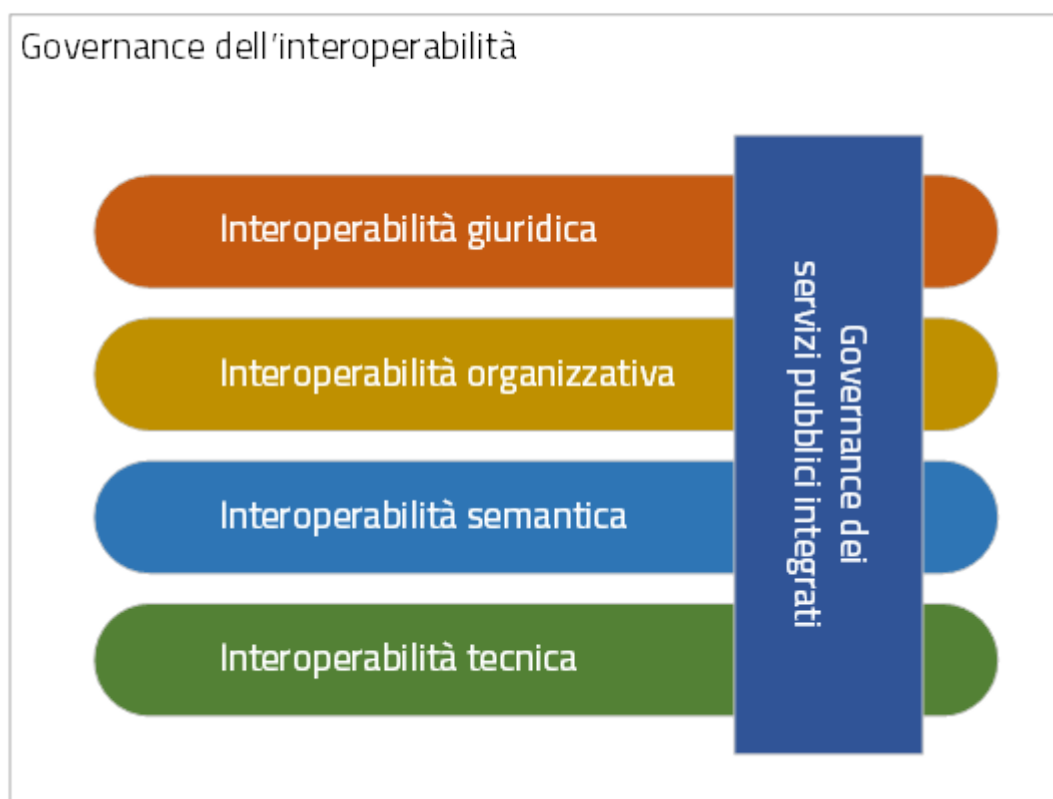 Governance dell'interoperabilità
Interoperabilità giuridica
Interoperabilità organizzativa
Interoperabilità semantica
Interoperabilità tecnica
Governance dei
servizi pubblici integrati